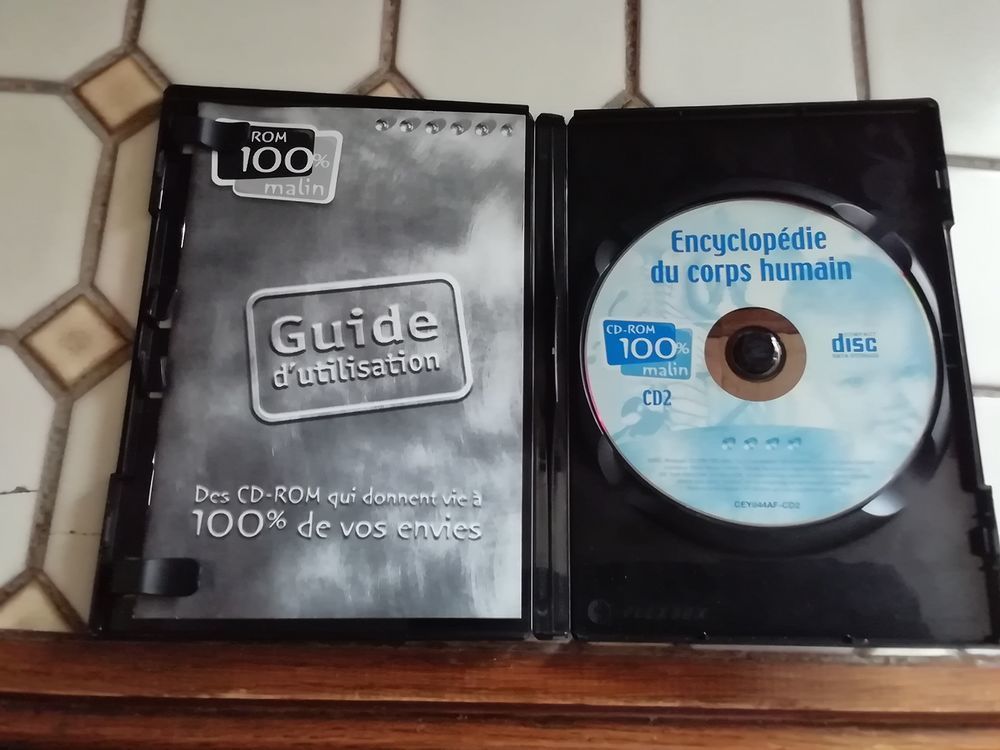 ROM
100%
malin
Guide
d'utilisation
Des CD-ROM qui donnent vie à
100% de vos envies
Encyclopédie
du corps humain
CD-ROM
100%
malin
CD2
disc
CEY944AF-CD2